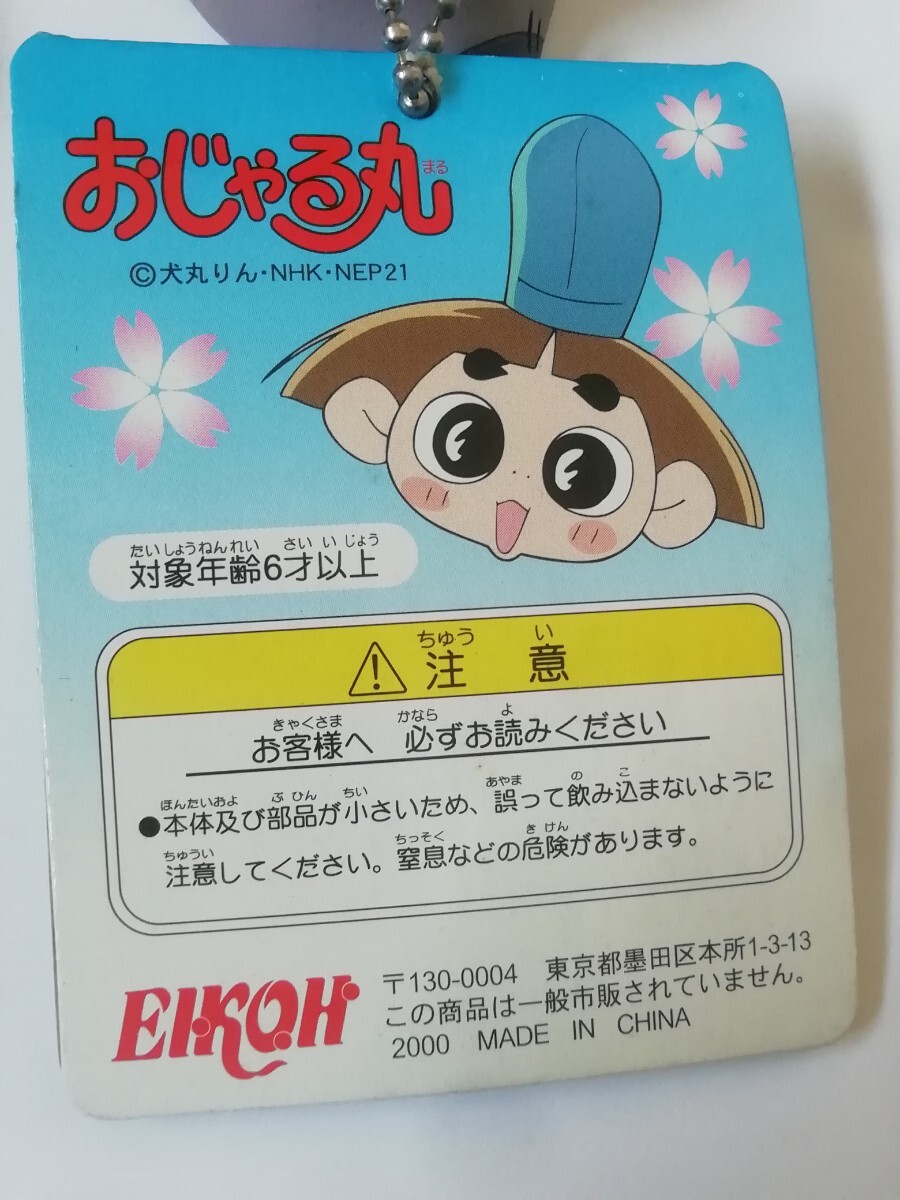 おじゃる丸
まる
©犬丸りん・NHK・NEP21
たいしょうねんれい さい い じょう
対象年齢6才以上
ちゅう い
注 意
きゃくさま かなら よ
お客様へ 必ずお読みください
ほんたいおよ ぶ ひん ちい あやま の こ
●本体及び部品が小さいため、誤って飲み込まないように
ちゅうい ちっそく き けん
注意してください。窒息などの危険があります。
EIKOH
〒130-0004 東京都墨田区本所1-3-13
この商品は一般市販されていません。
2000 MADE IN CHINA